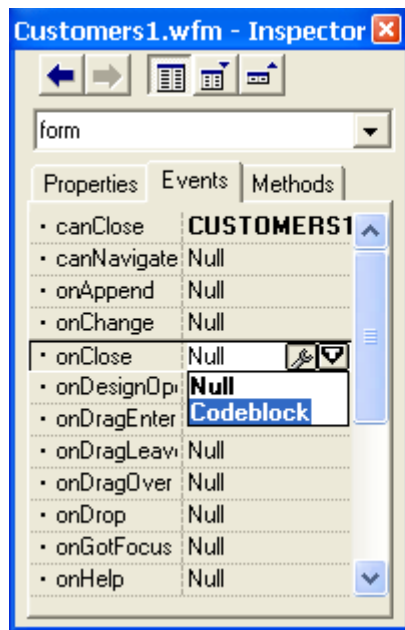 Customers1.wfm - Inspector
form
Properties Events Methods
canClose CUSTOMERS1
canNavigate Null
onAppend Null
onChange Null
onClose Null
onDesignOp Null
onDragEnter Codeblock
onDragLeav Null
onDragOver Null
onDrop Null
onGotFocus Null
onHelp Null